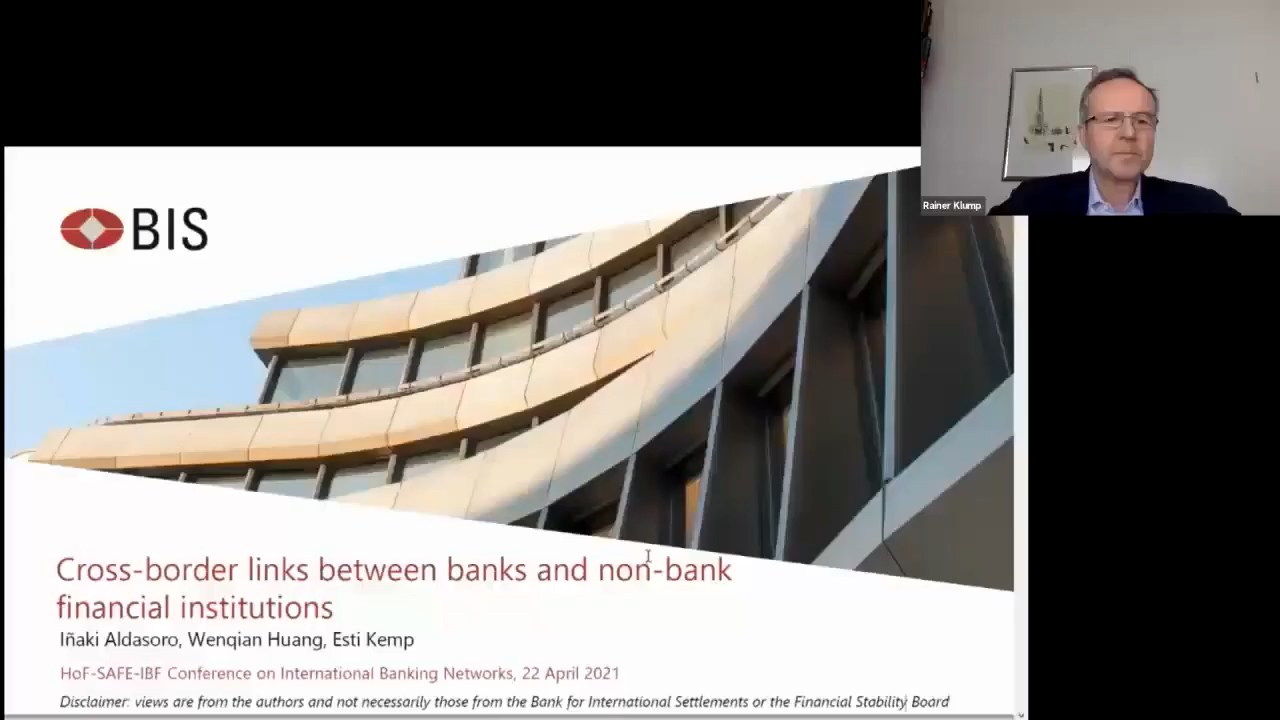 Rainer Klump
BIS
Cross-border links between banks and non-bank
financial institutions
Iñaki Aldasoro, Wenqian Huang, Esti Kemp
HoF-SAFE-IBF Conference on International Banking Networks, 22 April 2021
Disclaimer: views are from the authors and not necessarily those from the Bank for International Settlements or the Financial Stability Board